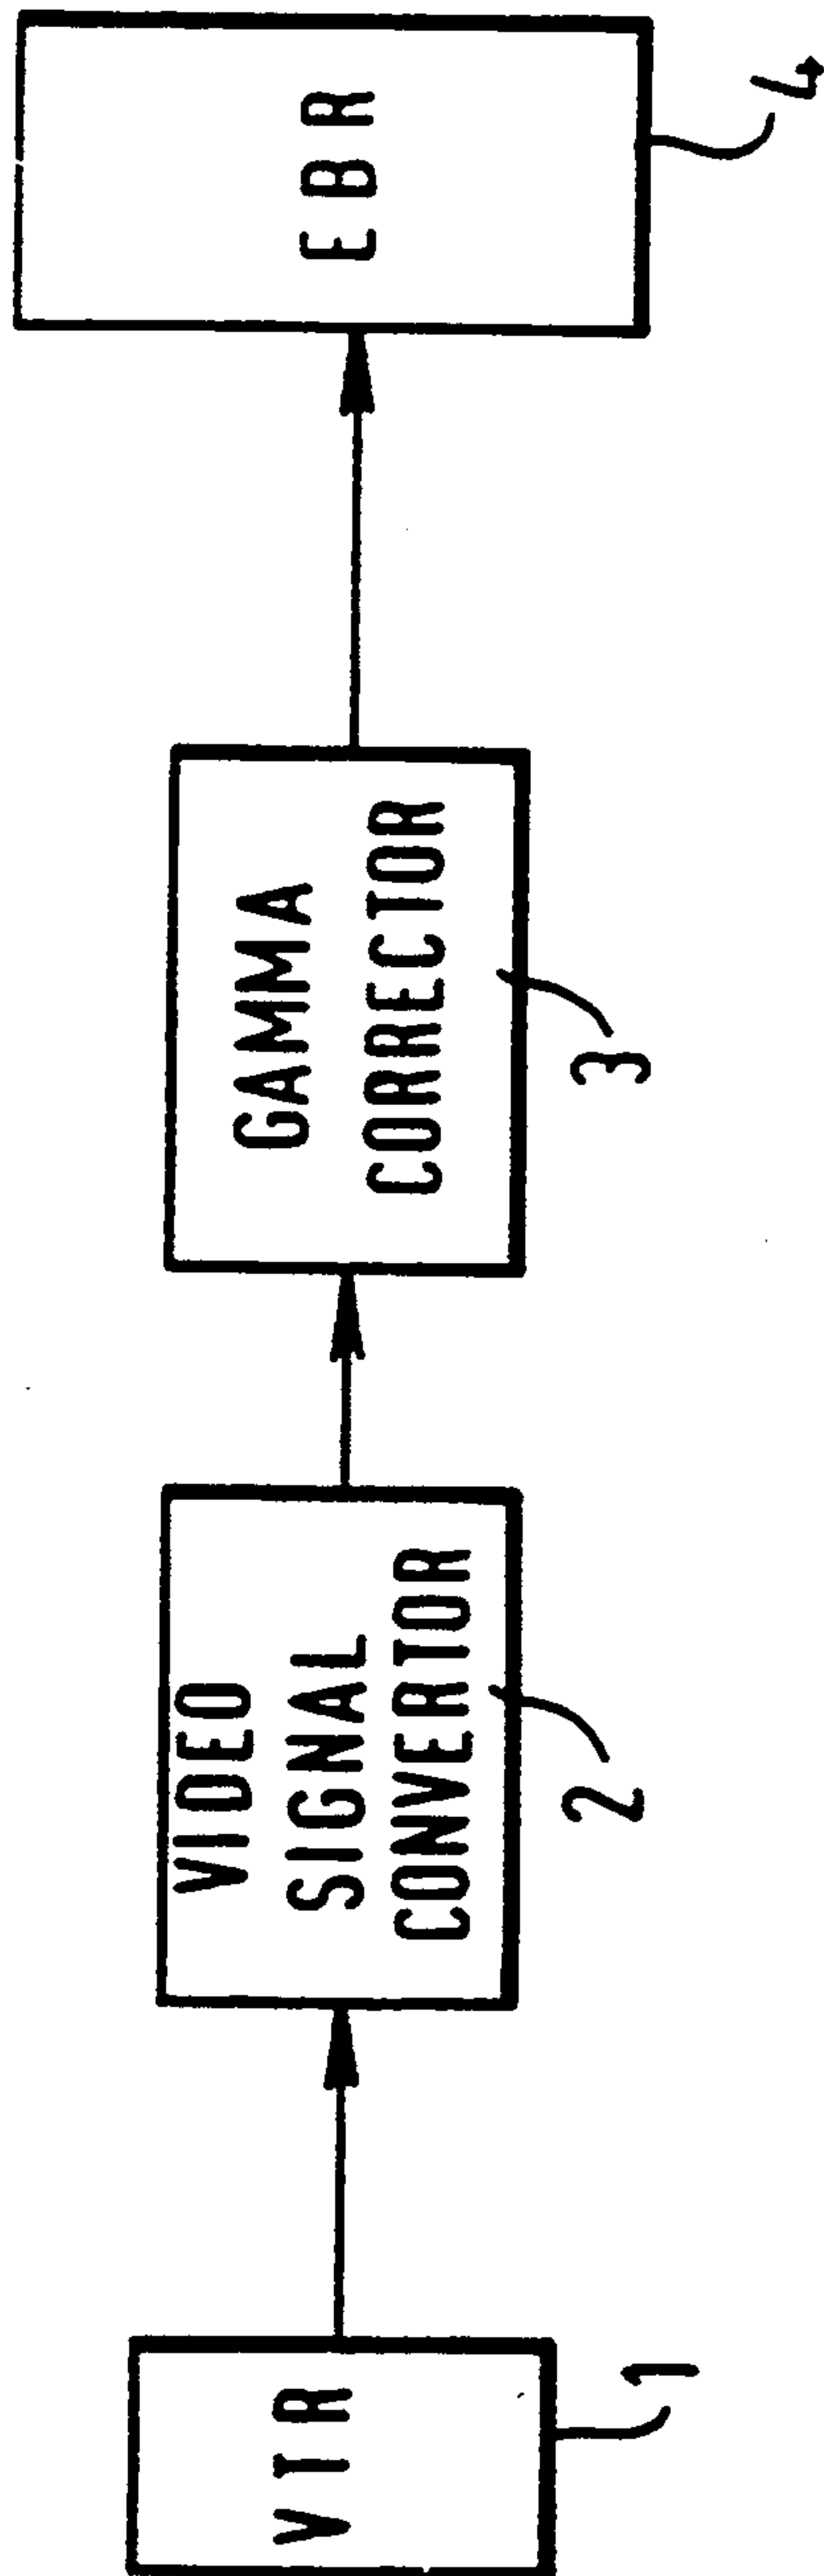 VTR
1
VIDEO
SIGNAL
CONVERTOR
2
GAMMA
CORRECTOR
3
EBR
4